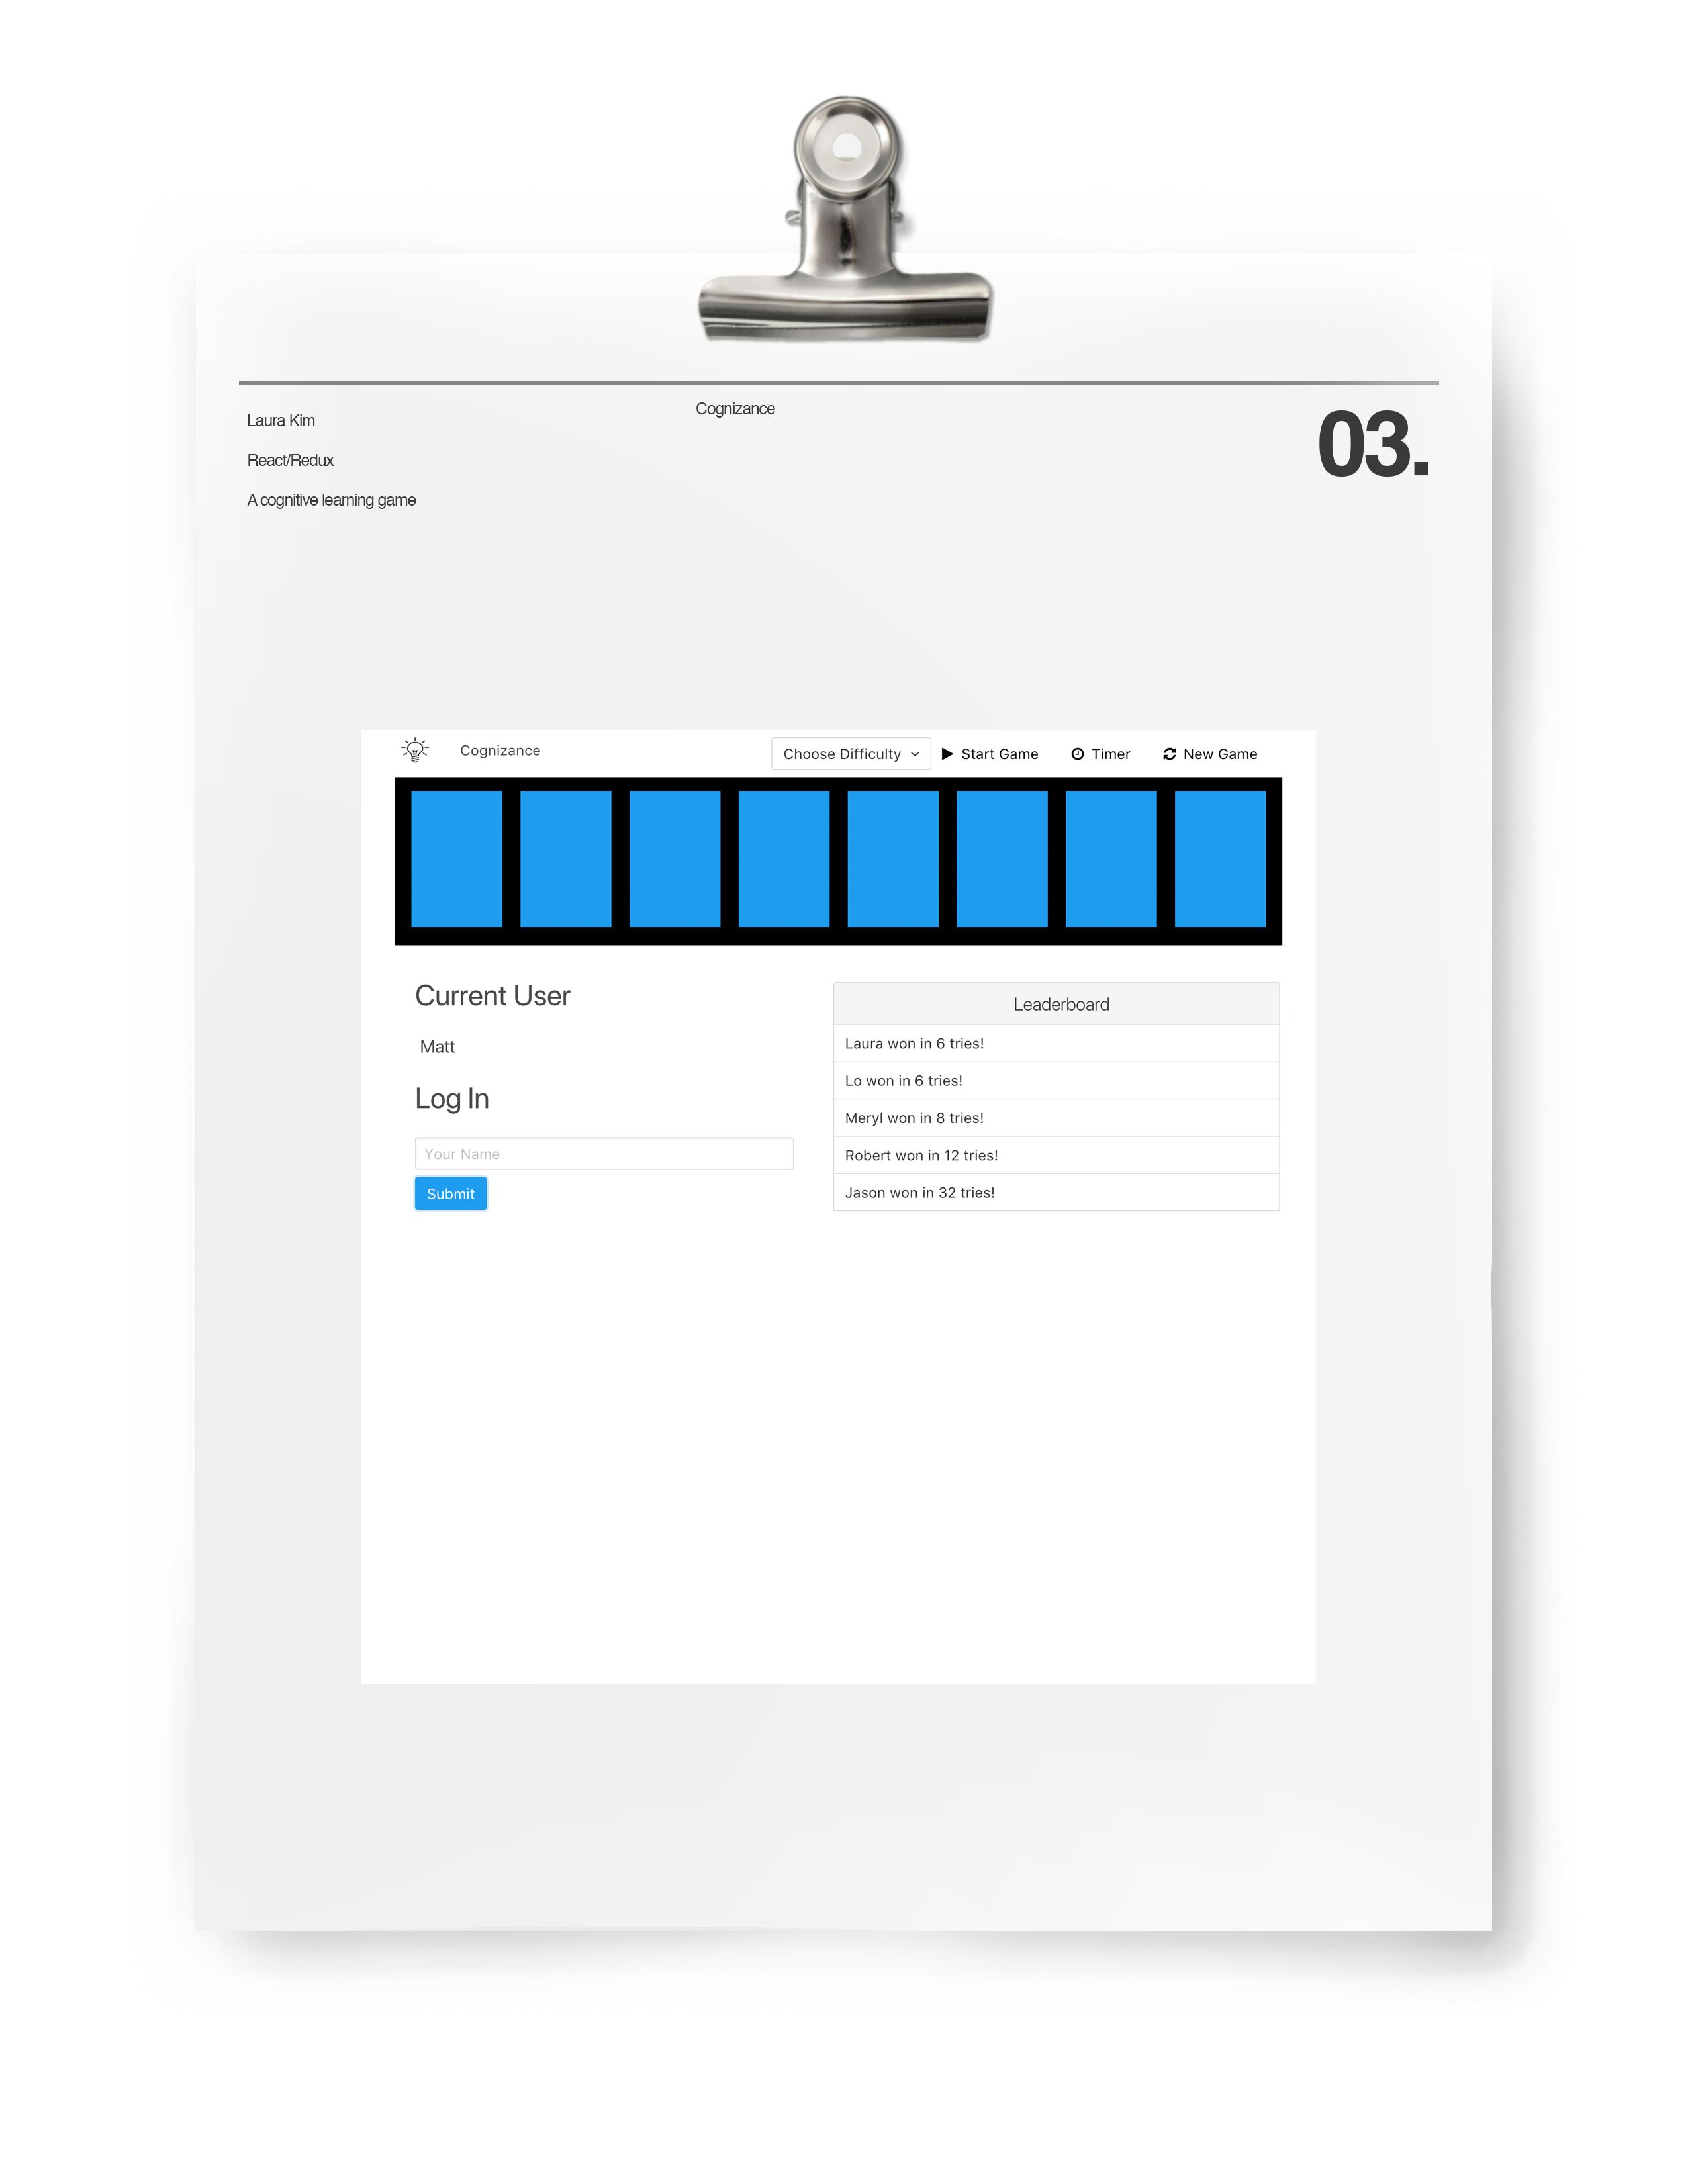 Laura Kim
React/Redux
A cognitive learning game
Cognizance
03.
Cognizance
Choose Difficulty
Start Game
Timer
New Game
Current User
Matt
Log In
Your Name
Submit
Leaderboard
Laura won in 6 tries!
Lo won in 6 tries!
Meryl won in 8 tries!
Robert won in 12 tries!
Jason won in 32 tries!